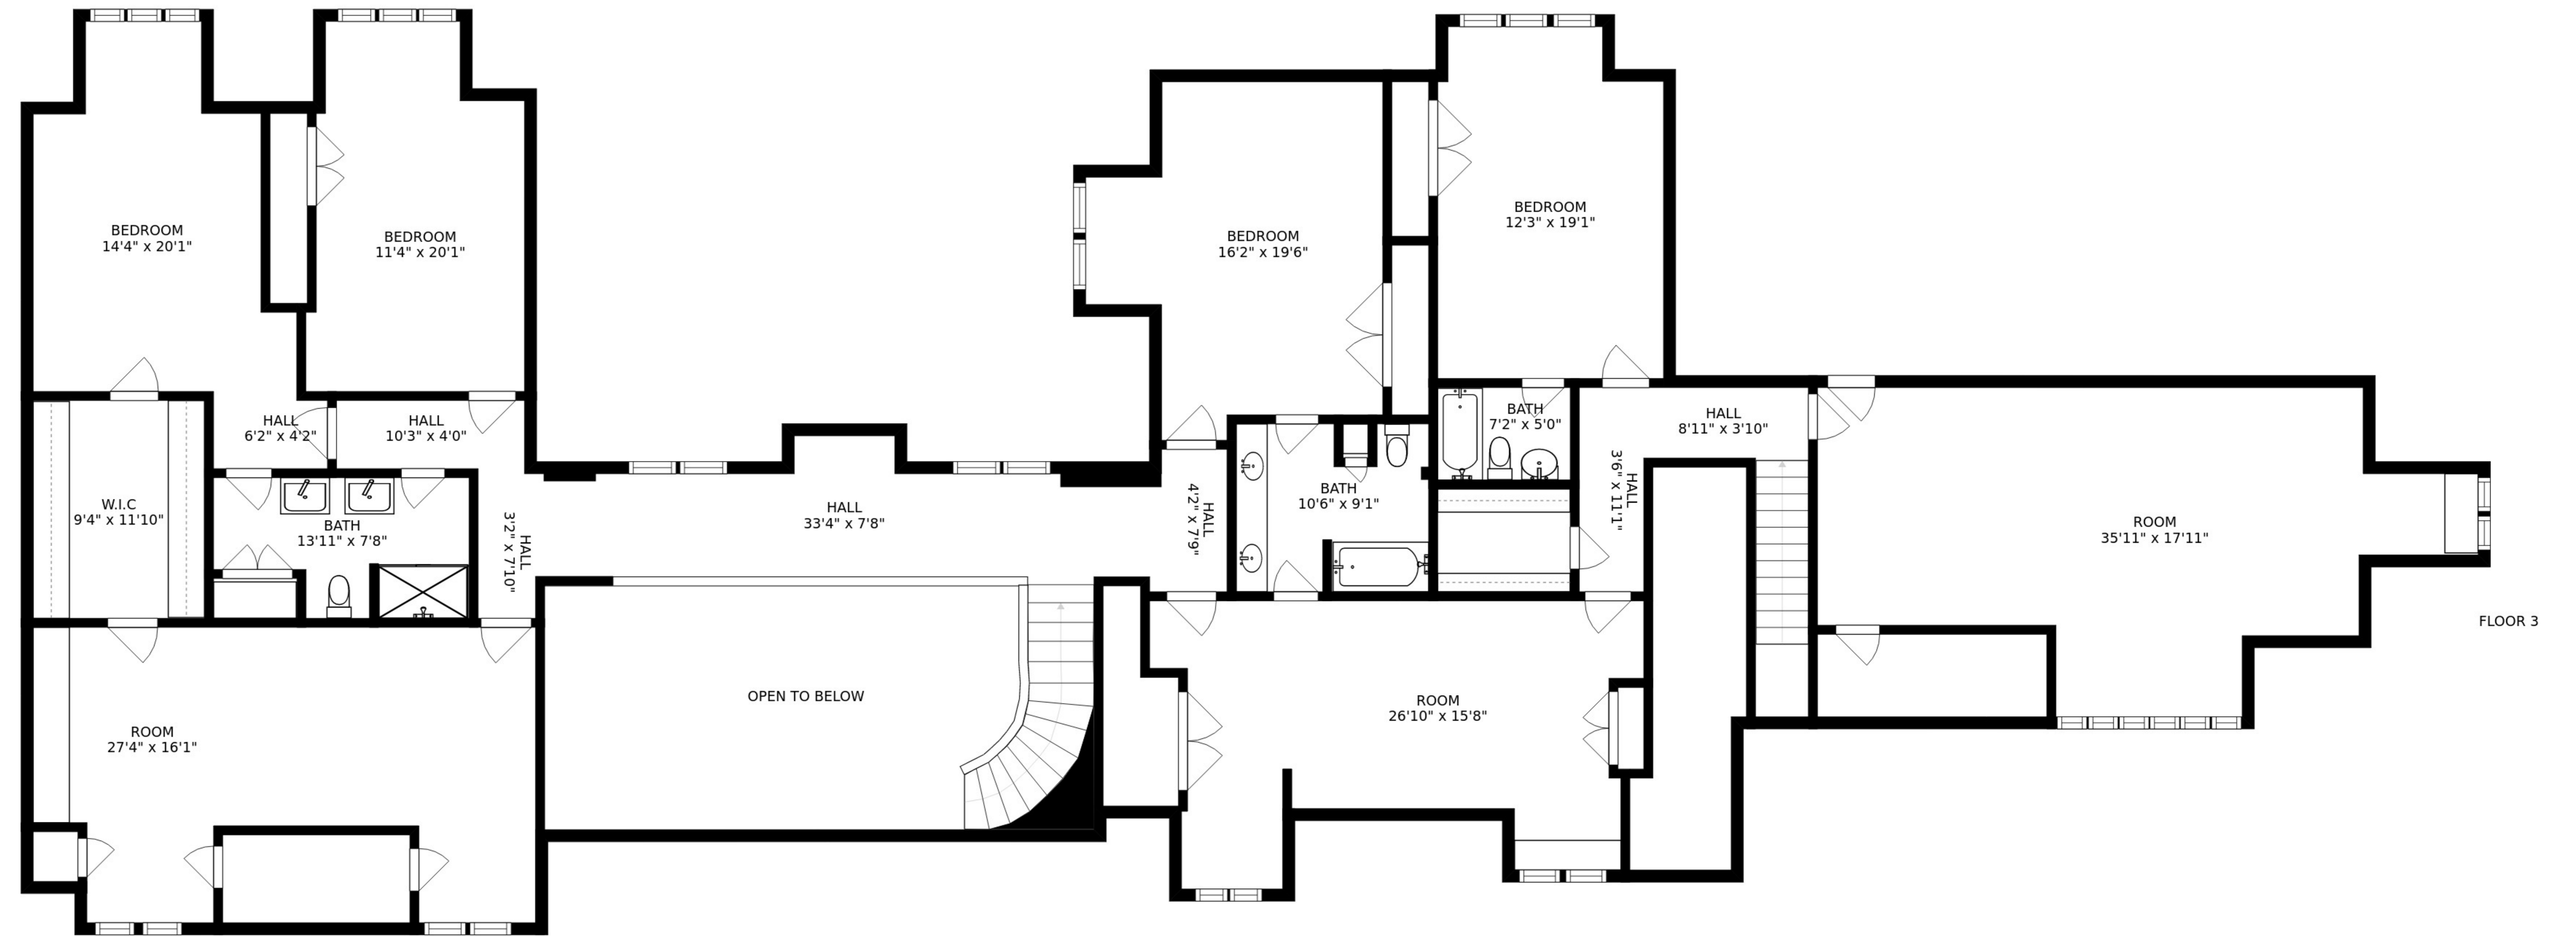 BEDROOM
14'4" x 20'1"
BEDROOM
11'4" x 20'1"
BEDROOM
16'2" x 19'6"
BEDROOM
12'3" x 19'1"
HALL
6'2" x 4'2"
HALL
10'3" x 4'0"
W.I.C
9'4" x 11'10"
BATH
13'11" x 7'8"
HALL
3'2" x 7'10"
HALL
33'4" x 7'8"
HALL
4'2" x 7'9"
BATH
10'6" x 9'1"
BATH
7'2" x 5'0"
HALL
3'6" x 11'1"
HALL
8'11" x 3'10"
ROOM
35'11" x 17'11"
FLOOR 3
ROOM
27'4" x 16'1"
OPEN TO BELOW
ROOM
26'10" x 15'8"